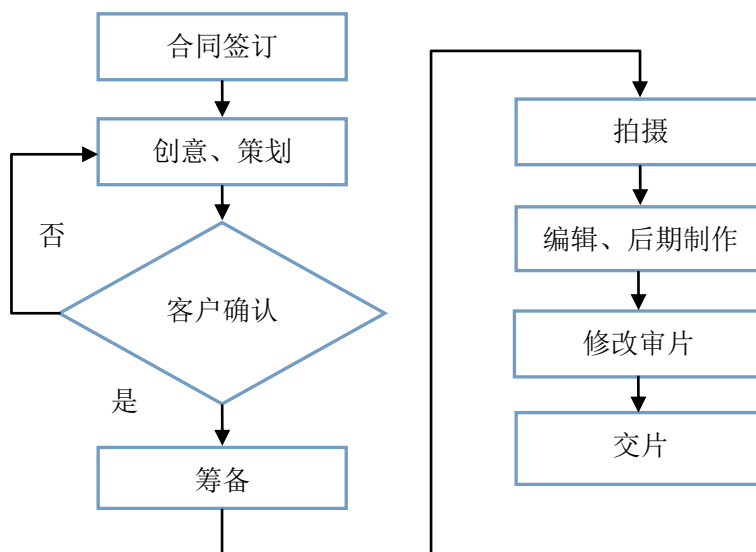 合同签订
创意、策划
否
客户确认
是
筹备
拍摄
编辑、后期制作
修改审片
交片